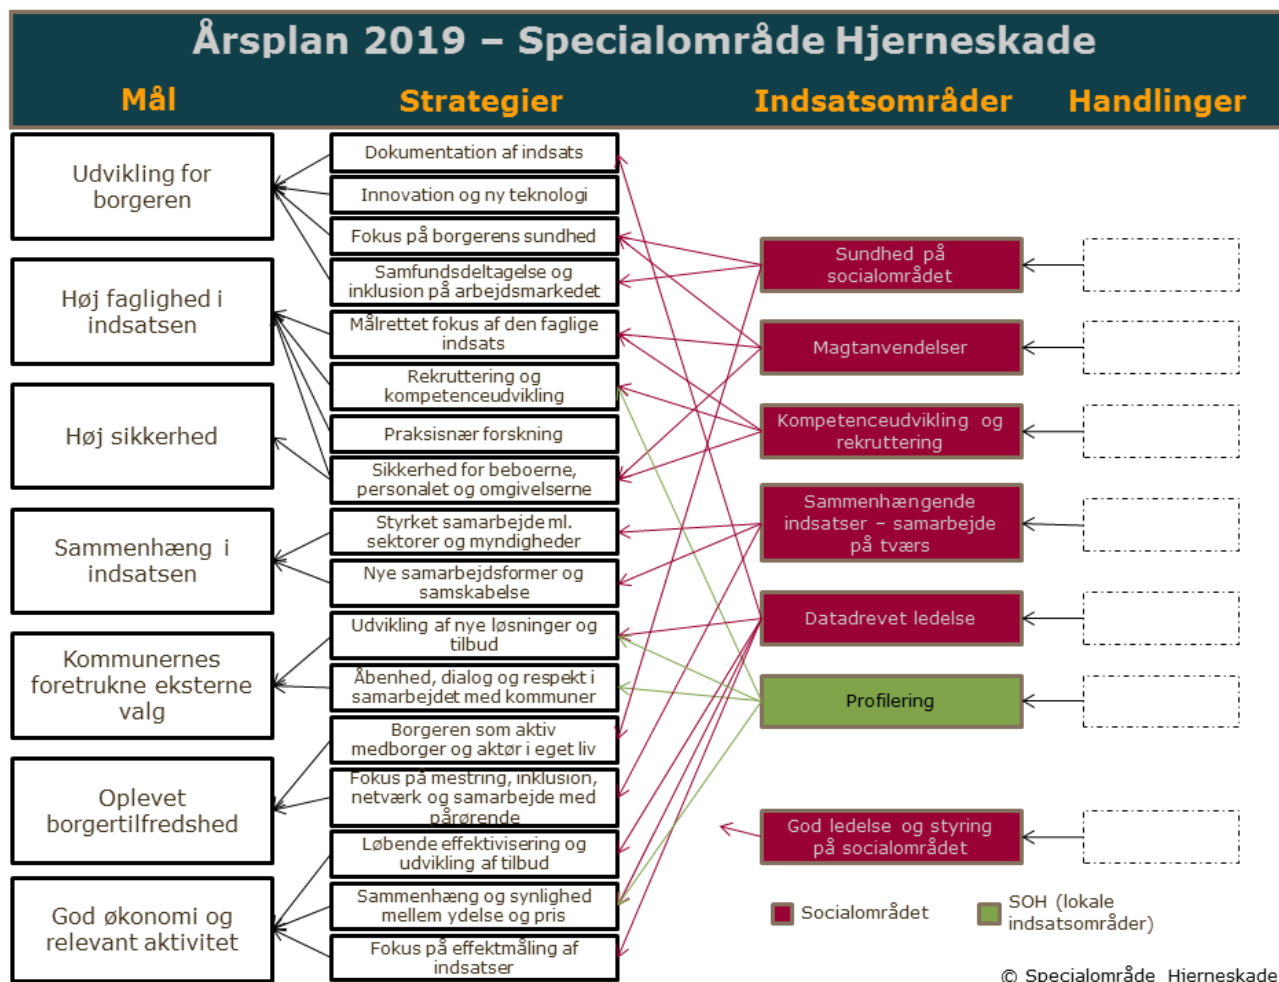 Årsplan 2019 – Specialområde Hjerneskade
Mål
Strategier
Indsatsområder
Handlinger
Udvikling for
borgeren
Høj faglighed i
indsatsen
Høj sikkerhed
Sammenhæng i
indsatsen
Kommunernes
foretrukne eksterne
valg
Oplevet
borgertilfredshed
God økonomi og
relevant aktivitet
Dokumentation af indsats
Innovation og ny teknologi
Fokus på borgerens sundhed
Samfundsdeltagelse og
inklusion på arbejdsmarkedet
Målrettet fokus af den faglige
indsats
Rekruttering og
kompetenceudvikling
Praksisnær forskning
Sikkerhed for beboerne,
personalet og omgivelserne
Styrket samarbejde ml.
sektorer og myndigheder
Nye samarbejdsformer og
samskabelse
Udvikling af nye løsninger og
tilbud
Åbenhed, dialog og respekt i
samarbejdet med kommuner
Borgeren som aktiv
medborger og aktør i eget liv
Fokus på mestring, inklusion,
netværk og samarbejde med
pårørende
Løbende effektivisering og
udvikling af tilbud
Sammenhæng og synlighed
mellem ydelse og pris
Fokus på effektmåling af
indsatser
Sundhed på
socialområdet
Magtanvendelser
Kompetenceudvikling og
rekruttering
Sammenhængende
indsatser – samarbejde
på tværs
Datadrevet ledelse
Profilering
God ledelse og styring
på socialområdet
Socialområdet
SOH (lokale
indsatsområder)
© Specialområde Hjerneskade